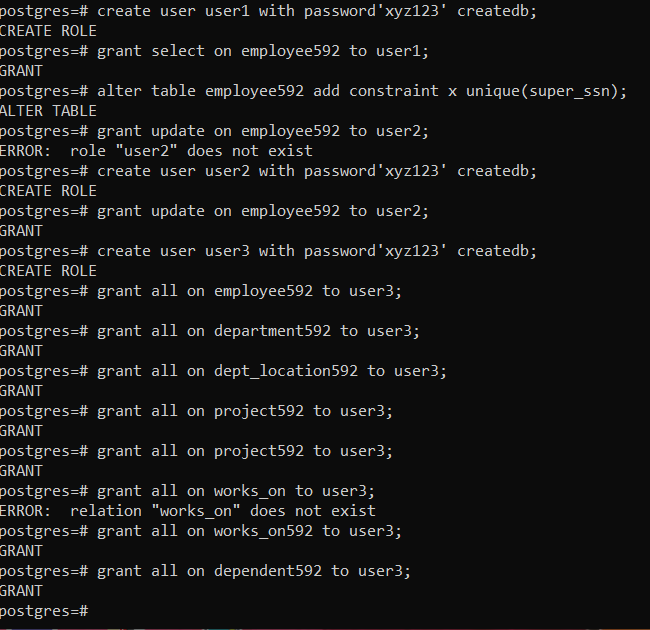 postgres=# create user user1 with password'xyz123' createdb;
CREATE ROLE
postgres=# grant select on employee592 to user1;
GRANT
postgres=# alter table employee592 add constraint x unique(super_ssn);
ALTER TABLE
postgres=# grant update on employee592 to user2;
ERROR:  role "user2" does not exist
postgres=# create user user2 with password'xyz123' createdb;
CREATE ROLE
postgres=# grant update on employee592 to user2;
GRANT
postgres=# create user user3 with password'xyz123' createdb;
CREATE ROLE
postgres=# grant all on employee592 to user3;
GRANT
postgres=# grant all on department592 to user3;
GRANT
postgres=# grant all on dept_location592 to user3;
GRANT
postgres=# grant all on project592 to user3;
GRANT
postgres=# grant all on project592 to user3;
GRANT
postgres=# grant all on works_on to user3;
ERROR:  relation "works_on" does not exist
postgres=# grant all on works_on592 to user3;
GRANT
postgres=# grant all on dependent592 to user3;
GRANT
postgres=#